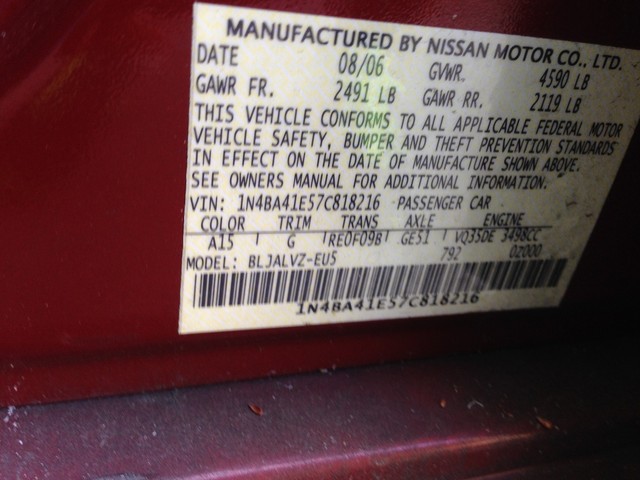 MANUFACTURED BY NISSAN MOTOR CO., LTD.
DATE 08/06 GVWR. 4590 LB
GAWR FR. 2491 LB GAWR RR. 2119 LB
THIS VEHICLE CONFORMS TO ALL APPLICABLE FEDERAL MOTOR
VEHICLE SAFETY, BUMPER AND THEFT PREVENTION STANDARDS
IN EFFECT ON THE DATE OF MANUFACTURE SHOWN ABOVE.
SEE OWNERS MANUAL FOR ADDITIONAL INFORMATION.
VIN: 1N4BA41E57C818216 PASSENGER CAR
COLOR TRIM TRANS AXLE ENGINE
A15 G RE0F09B GE51 VQ35DE 3498CC
MODEL: BLJALVZ-EU5 792 0Z000
1N4BA41E57C818216